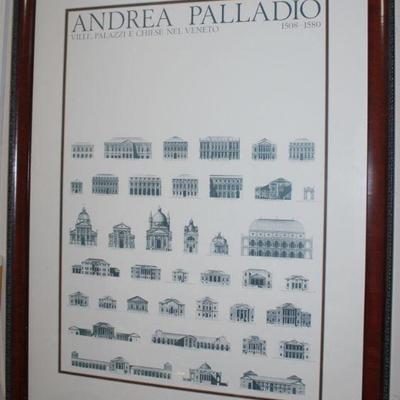 ANDREA PALLADIO
VILLE, PALAZZI E CHIESE NEL VENETO
1508-1580